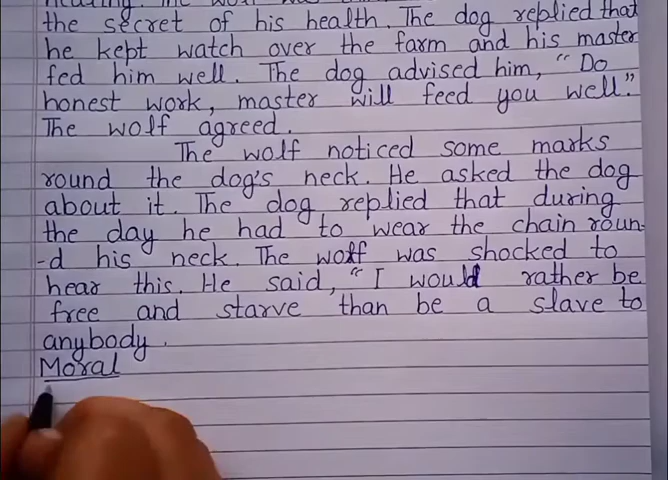 the secret of his health. The dog replied that
he kept watch over the farm and his master
fed him well. The dog advised him, “Do
honest work, master will feed you well."
The wolf agreed.
The wolf noticed some marks
round the dog's neck. He asked the dog
about it. The dog replied that during
the day he had to wear the chain roun-
-d his neck. The wolf was shocked to
hear this. He said, “I would rather be
free and starve than be a slave to
anybody.
Moral